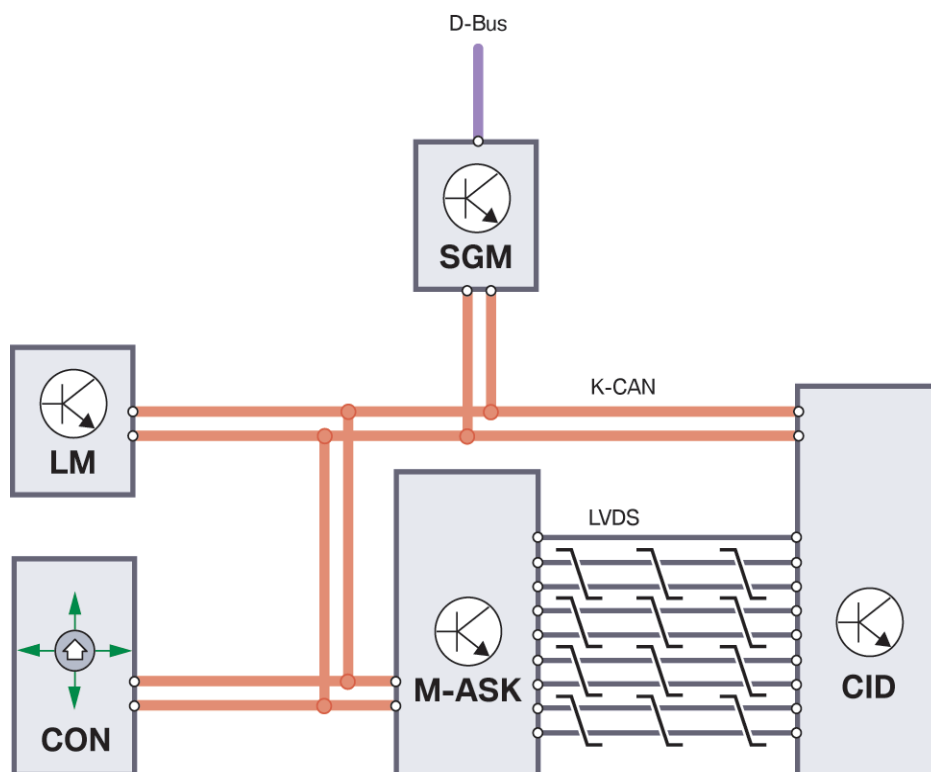 D-Bus
SGM
K-CAN
LM
LVDS
M-ASK
CID
CON